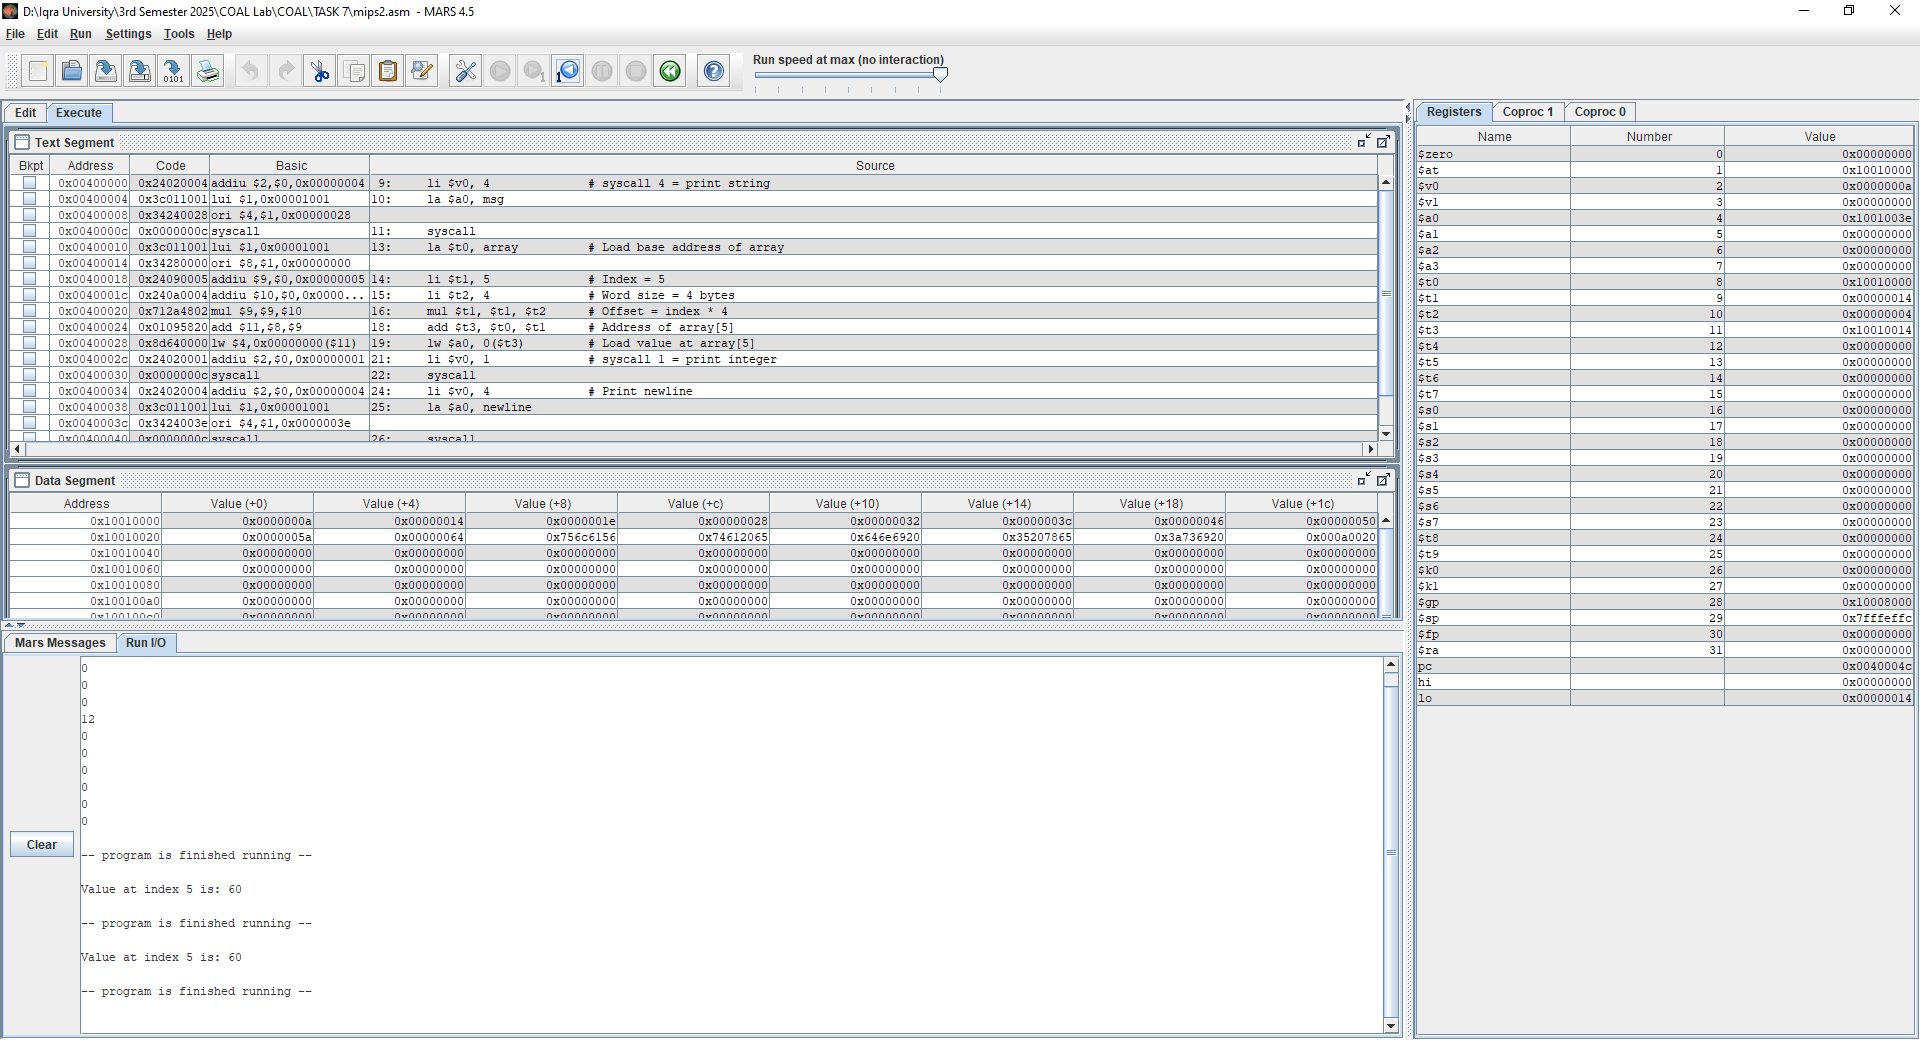 D:\Iqra University\3rd Semester 2025\COAL Lab\COAL\TASK 7\mips2.asm - MARS 4.5
File Edit Run Settings Tools Help
Run speed at max (no interaction)
Edit Execute
Text Segment
Bkpt Address Code Basic Source
0x00400000 0x24020004 addiu $2,$0,0x00000004 9: li $v0, 4 # syscall 4 = print string
0x00400004 0x3c011001 lui $1,0x00001001 10: la $a0, msg
0x00400008 0x34240028 ori $4,$1,0x00000028
0x0040000c 0x0000000c syscall 11: syscall
0x00400010 0x3c011001 lui $1,0x00001001 13: la $t0, array # Load base address of array
0x00400014 0x34280000 ori $8,$1,0x00000000
0x00400018 0x24090005 addiu $9,$0,0x00000005 14: li $t1, 5 # Index = 5
0x0040001c 0x240a0004 addiu $10,$0,0x0000... 15: li $t2, 4 # Word size = 4 bytes
0x00400020 0x712a4802 mul $9,$9,$10 16: mul $t1, $t1, $t2 # Offset = index * 4
0x00400024 0x01095820 add $11,$8,$9 18: add $t3, $t0, $t1 # Address of array[5]
0x00400028 0x8d640000 lw $4,0x00000000($11) 19: lw $a0, 0($t3) # Load value at array[5]
0x0040002c 0x24020001 addiu $2,$0,0x00000001 21: li $v0, 1 # syscall 1 = print integer
0x00400030 0x0000000c syscall 22: syscall
0x00400034 0x24020004 addiu $2,$0,0x00000004 24: li $v0, 4 # Print newline
0x00400038 0x3c011001 lui $1,0x00001001 25: la $a0, newline
0x0040003c 0x3424003e ori $4,$1,0x0000003e
0x00400040 0x0000000c syscall 26: syscall
Data Segment
Address Value (+0) Value (+4) Value (+8) Value (+c) Value (+10) Value (+14) Value (+18) Value (+1c)
0x10010000 0x0000000a 0x00000014 0x0000001e 0x00000028 0x00000032 0x0000003c 0x00000046 0x00000050
0x10010020 0x0000005a 0x00000064 0x756c6156 0x74612065 0x646e6920 0x35207865 0x3a736920 0x000a0020
0x10010040 0x00000000 0x00000000 0x00000000 0x00000000 0x00000000 0x00000000 0x00000000 0x00000000
0x10010060 0x00000000 0x00000000 0x00000000 0x00000000 0x00000000 0x00000000 0x00000000 0x00000000
0x10010080 0x00000000 0x00000000 0x00000000 0x00000000 0x00000000 0x00000000 0x00000000 0x00000000
0x100100a0 0x00000000 0x00000000 0x00000000 0x00000000 0x00000000 0x00000000 0x00000000 0x00000000
0x100100c0 0x00000000 0x00000000 0x00000000 0x00000000 0x00000000 0x00000000 0x00000000 0x00000000
Mars Messages Run I/O
Clear
0
0
0
12
0
0
0
0
0
0
-- program is finished running --
Value at index 5 is: 60
-- program is finished running --
Value at index 5 is: 60
-- program is finished running --
Registers Coproc 1 Coproc 0
Name Number Value
$zero 0 0x00000000
$at 1 0x10010000
$v0 2 0x0000000a
$v1 3 0x00000000
$a0 4 0x1001003e
$a1 5 0x00000000
$a2 6 0x00000000
$a3 7 0x00000000
$t0 8 0x10010000
$t1 9 0x00000014
$t2 10 0x00000004
$t3 11 0x10010014
$t4 12 0x00000000
$t5 13 0x00000000
$t6 14 0x00000000
$t7 15 0x00000000
$s0 16 0x00000000
$s1 17 0x00000000
$s2 18 0x00000000
$s3 19 0x00000000
$s4 20 0x00000000
$s5 21 0x00000000
$s6 22 0x00000000
$s7 23 0x00000000
$t8 24 0x00000000
$t9 25 0x00000000
$k0 26 0x00000000
$k1 27 0x00000000
$gp 28 0x10008000
$sp 29 0x7fffeffc
$fp 30 0x00000000
$ra 31 0x00000000
pc 0x0040004c
hi 0x00000000
lo 0x00000014